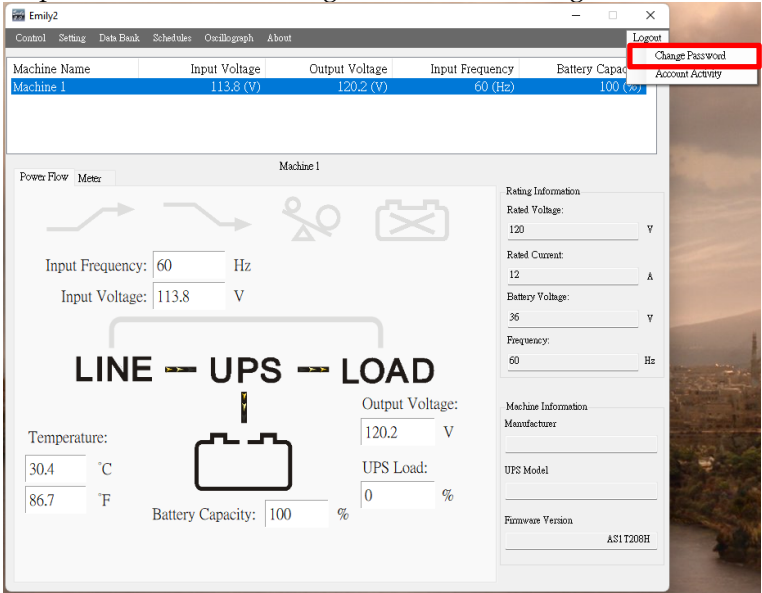 Emily2
Control Setting Data Bank Schedules Oscillograph About Logout
Change Password
Account Activity
Machine Name Input Voltage Output Voltage Input Frequency
Machine 1 113.8 (V) 120.2 (V) 60 (Hz) 100 (%)
Machine 1
Power Flow Meter
Input Frequency: 60 Hz
Input Voltage: 113.8 V
LINE UPS LOAD
Output Voltage:
120.2 V
Temperature:
30.4 °C
86.7 °F
UPS Load:
0 %
Battery Capacity: 100 %
Rating Information
Rated Voltage:
120 V
Rated Current:
12 A
Battery Voltage:
36 V
Frequency:
60 Hz
Machine Information
Manufacturer
UPS Model
Firmware Version
AS1T208H